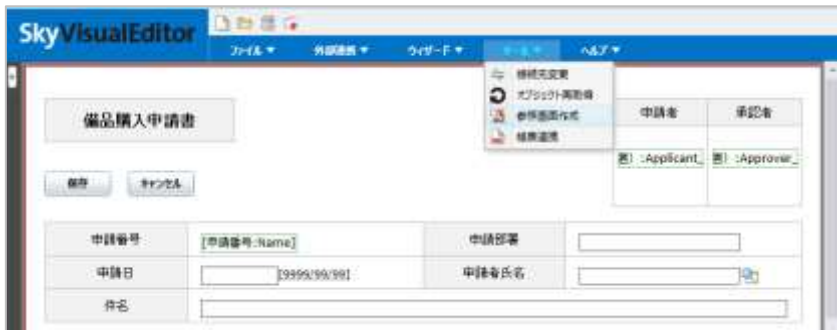 SkyVisualEditor
ファイル ▼ 外部連携 ▼ ウィザード ▼ ツール ▼ ヘルプ ▼
接続先変更
オブジェクト再取得
参照画面作成
帳票連携
備品購入申請書
申請者 承認者
:Applicant_ :Approver_
保存 キャンセル
申請番号 [申請番号:Name] 申請部署
申請日 [9999/99/99] 申請者氏名
件名